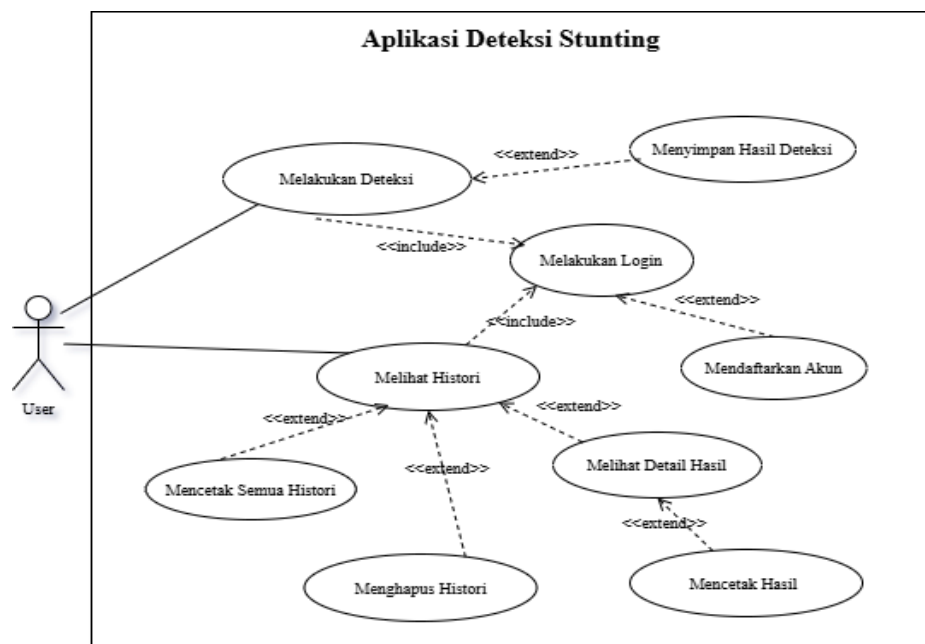 Aplikasi Deteksi Stunting
<<extend>>
Menyimpan Hasil Deteksi
Melakukan Deteksi
<<include>>
Melakukan Login
<<extend>>
<<include>>
Mendaftarkan Akun
Melihat Histori
User
<<extend>>
<<extend>>
<<extend>>
Melihat Detail Hasil
Mencetak Semua Histori
<<extend>>
Menghapus Histori
Mencetak Hasil